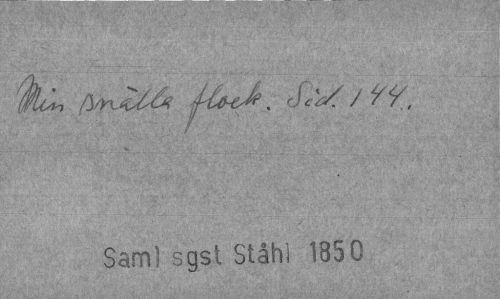 Min snälla flock. Sid. 144.
Saml sgst Ståhl 1850